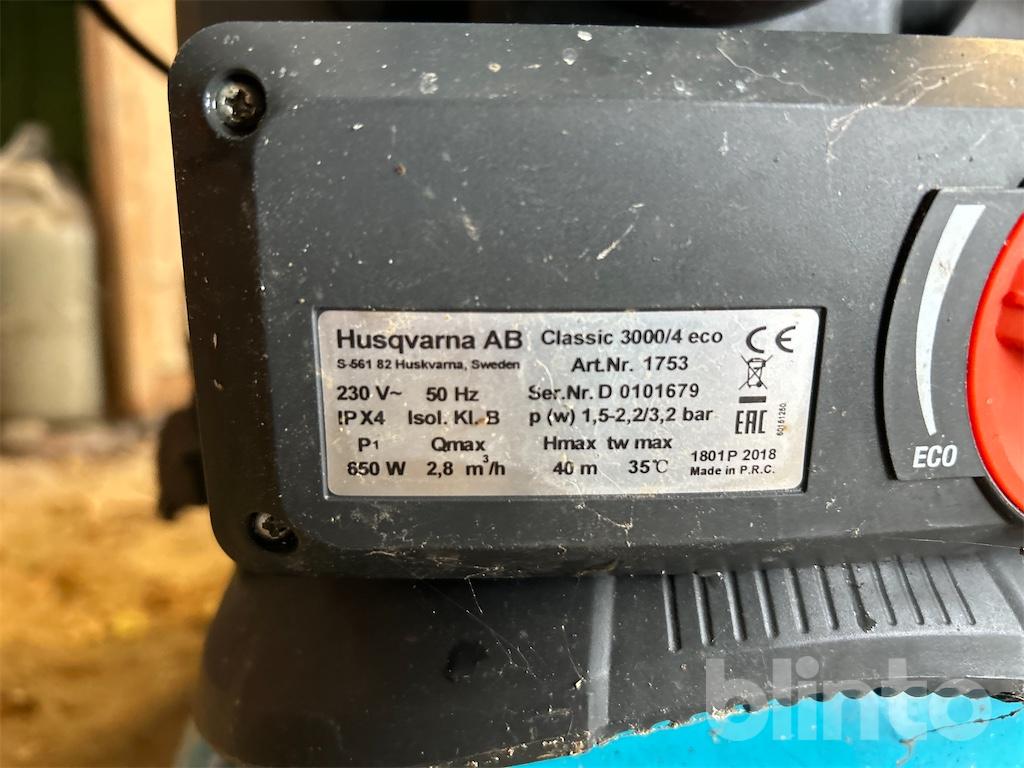 Husqvarna AB Classic 3000/4 eco CE
S-561 82 Huskvarna, Sweden Art.Nr. 1753
230 V~ 50 Hz Ser.Nr. D 0101679
IPX4 Isol. Kl. B p (w) 1,5-2,2/3,2 bar EAC
P1 Qmax Hmax tw max
650 W 2,8 m³/h 40 m 35°C
1801P 2018
Made in P.R.C.
ECO
blinto